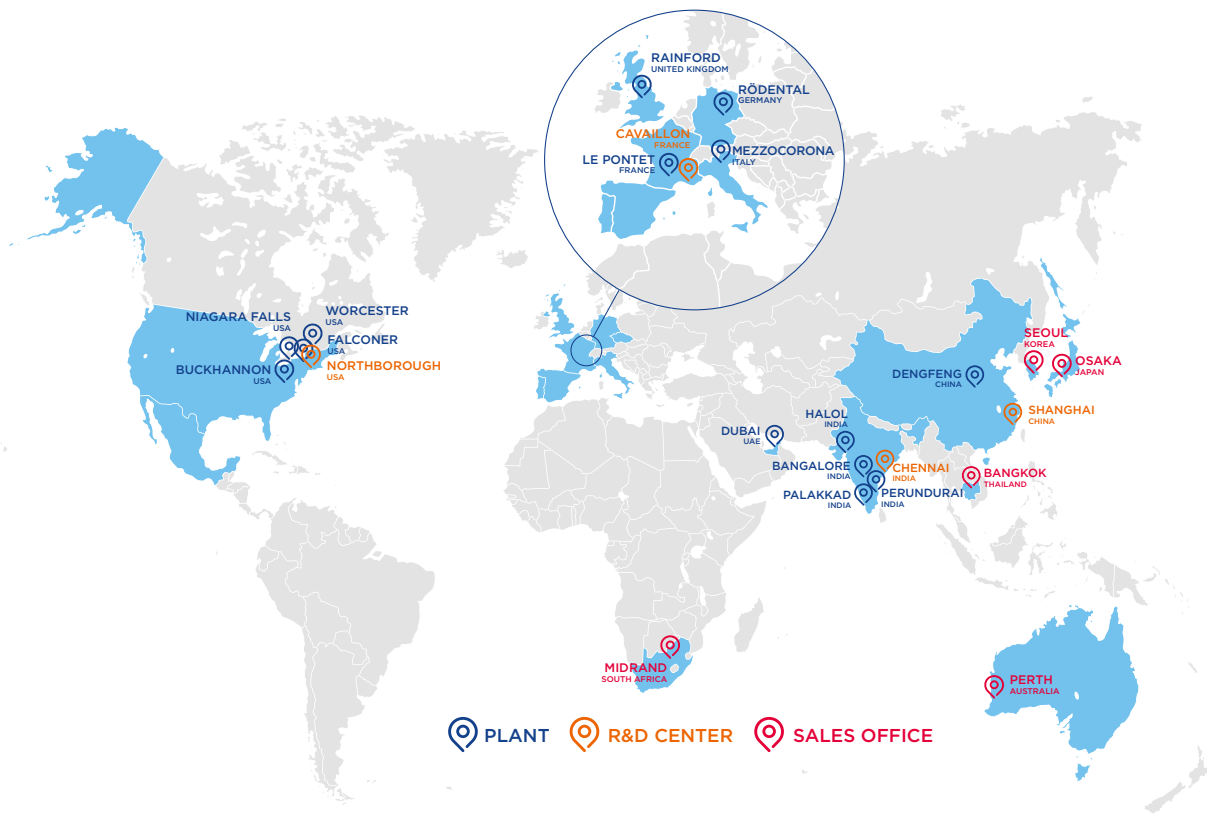 RAINFORD
UNITED KINGDOM
RÖDENTAL
GERMANY
CAVAILLON
FRANCE
MEZZOCORONA
ITALY
LE PONTET
FRANCE
NIAGARA FALLS
USA
WORCESTER
USA
FALCONER
USA
NORTHBOROUGH
USA
BUCKHANNON
USA
SEOUL
KOREA
OSAKA
JAPAN
DENGFENG
CHINA
SHANGHAI
CHINA
HALOL
INDIA
DUBAI
UAE
BANGALORE
INDIA
CHENNAI
INDIA
BANGKOK
THAILAND
PALAKKAD
INDIA
PERUNDURAI
INDIA
MIDRAND
SOUTH AFRICA
PERTH
AUSTRALIA
PLANT
R&D CENTER
SALES OFFICE